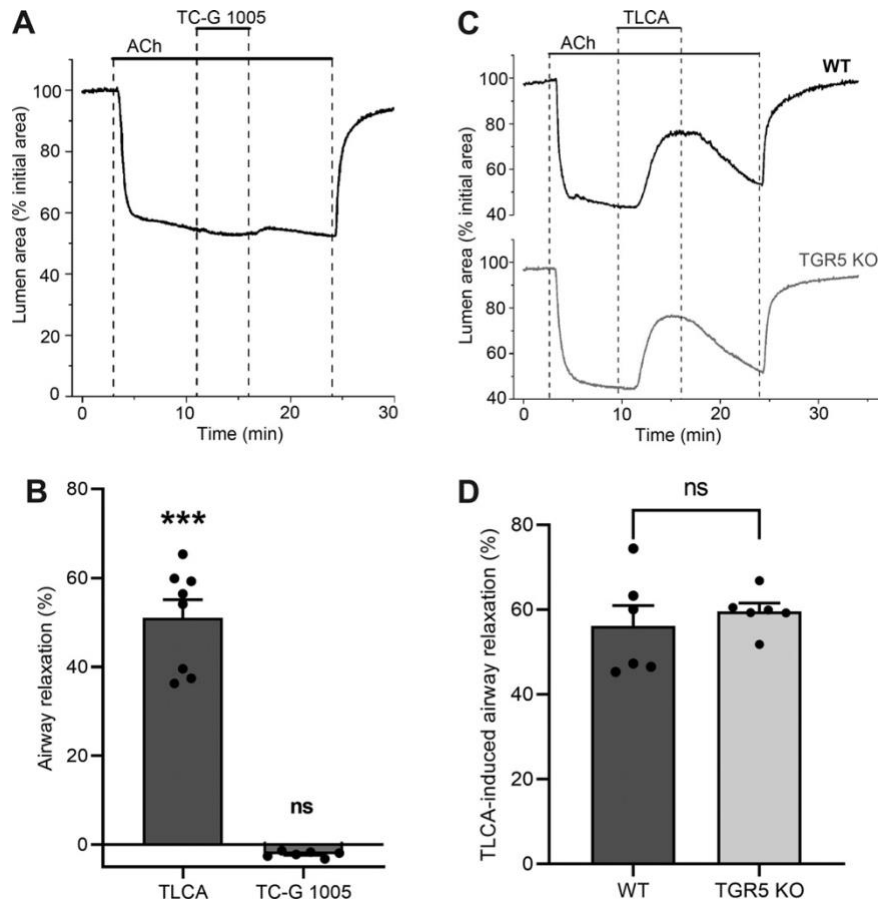 A
TC-G 1005
ACh
Lumen area (% initial area)
100
80
60
40
20
0
0
10
20
30
Time (min)
C
TLCA
ACh
WT
Lumen area (% initial area)
100
80
60
40
TGR5 KO
100
80
60
40
0
10
20
30
Time (min)
B
Airway relaxation (%)
80
60
40
20
0
***
ns
TLCA
TC-G 1005
D
TLCA-induced airway relaxation (%)
80
60
40
20
0
ns
WT
TGR5 KO